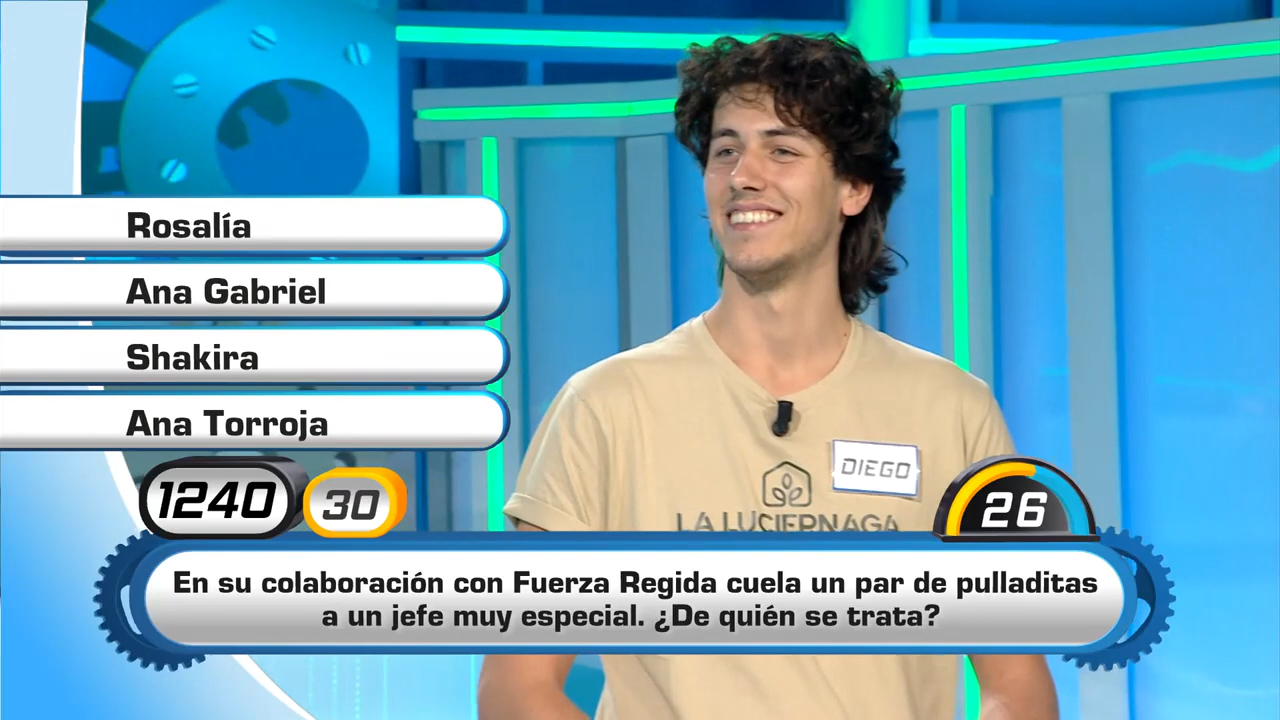 Rosalía
Ana Gabriel
Shakira
Ana Torroja
DIEGO
LA LUCIERNAGA
1240
30
26
En su colaboración con Fuerza Regida cuela un par de pulladitas
a un jefe muy especial. ¿De quién se trata?